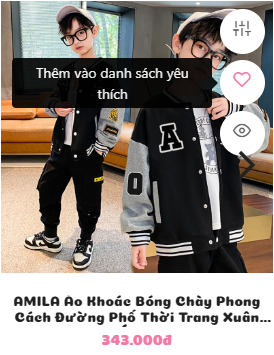 Thêm vào danh sách yêu
thích
A
O
AMILA Áo Khoác Bóng Chày Phong
Cách Đường Phố Thời Trang Xuân...
343.000đ